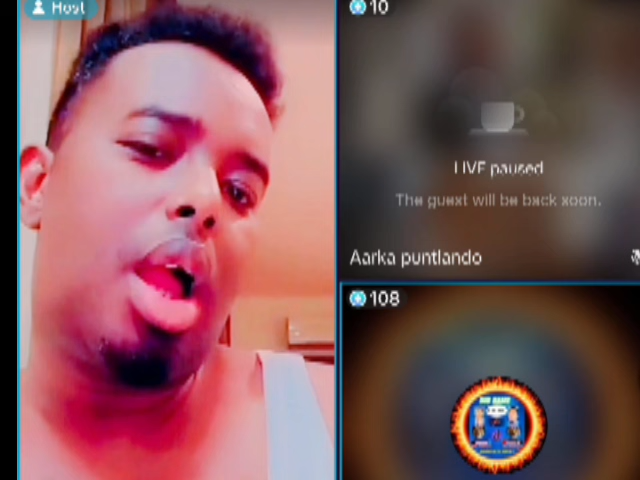 Host
10
LIVE paused
The guest will be back soon.
Aarka puntlando
108